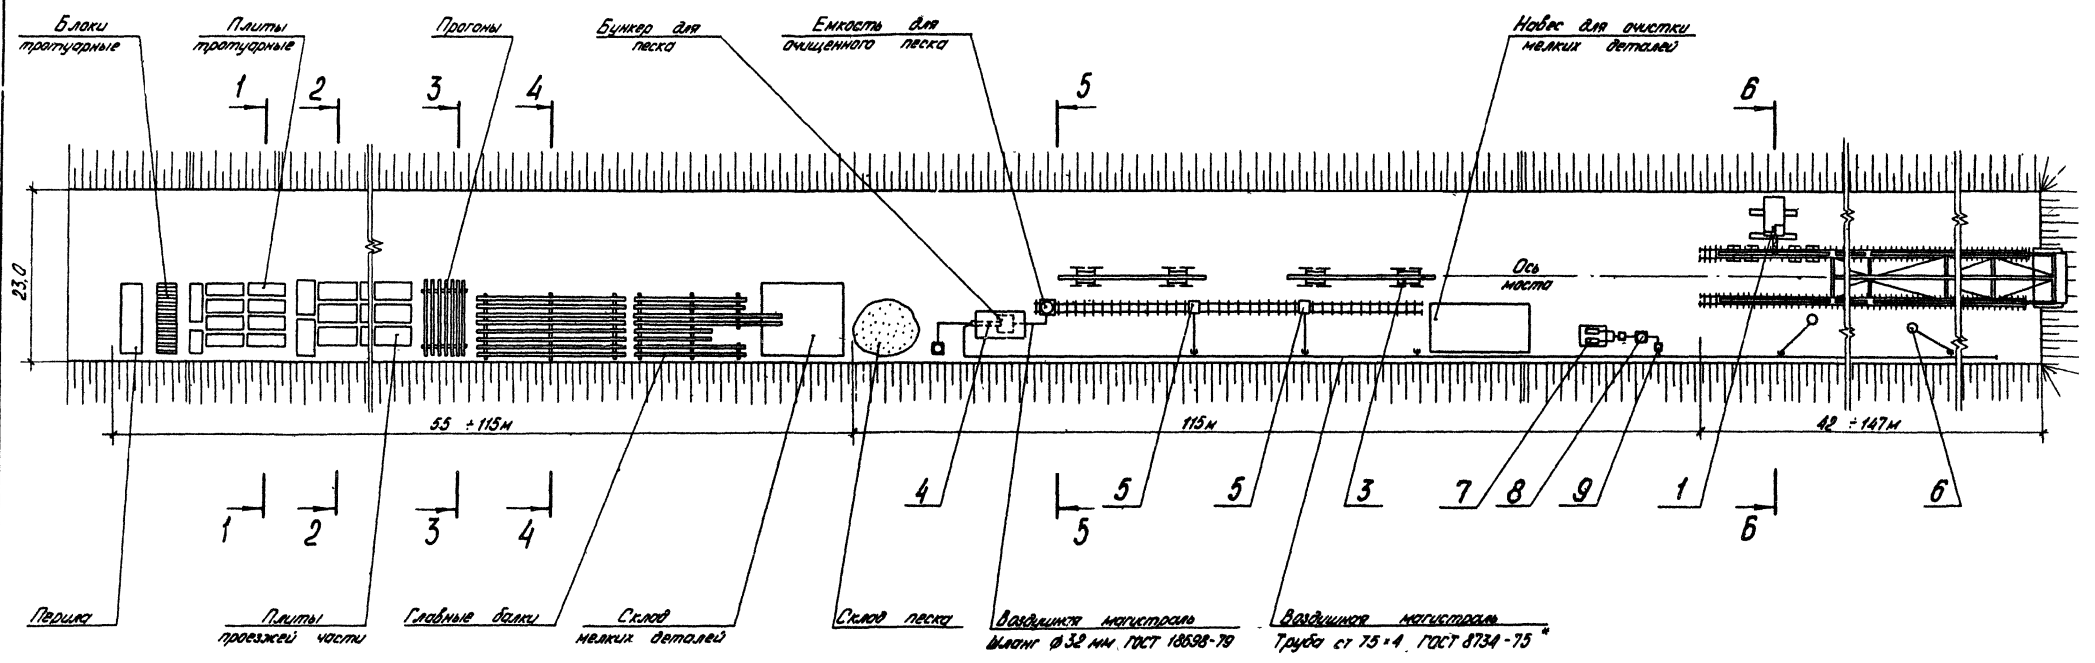 Блоки
тротуарные
Плиты
тротуарные
Прогоны
Бункер для
песка
Емкость для
очищенного песка
Навес для очистки
мелких деталей
1
2
3
4
5
6
23,0
Ось
моста
55 ÷ 115м
115м
42 ÷ 147м
4
5
5
3
7
8
9
1
6
1
2
3
4
5
6
Перила
Плиты
проезжей части
Главные балки
Склад
мелких деталей
Склад песка
Воздушная магистраль
Шланг ф 32 мм ГОСТ 18698-79
Воздушная магистраль
Труба ст 75×4 ГОСТ 8734-75 *